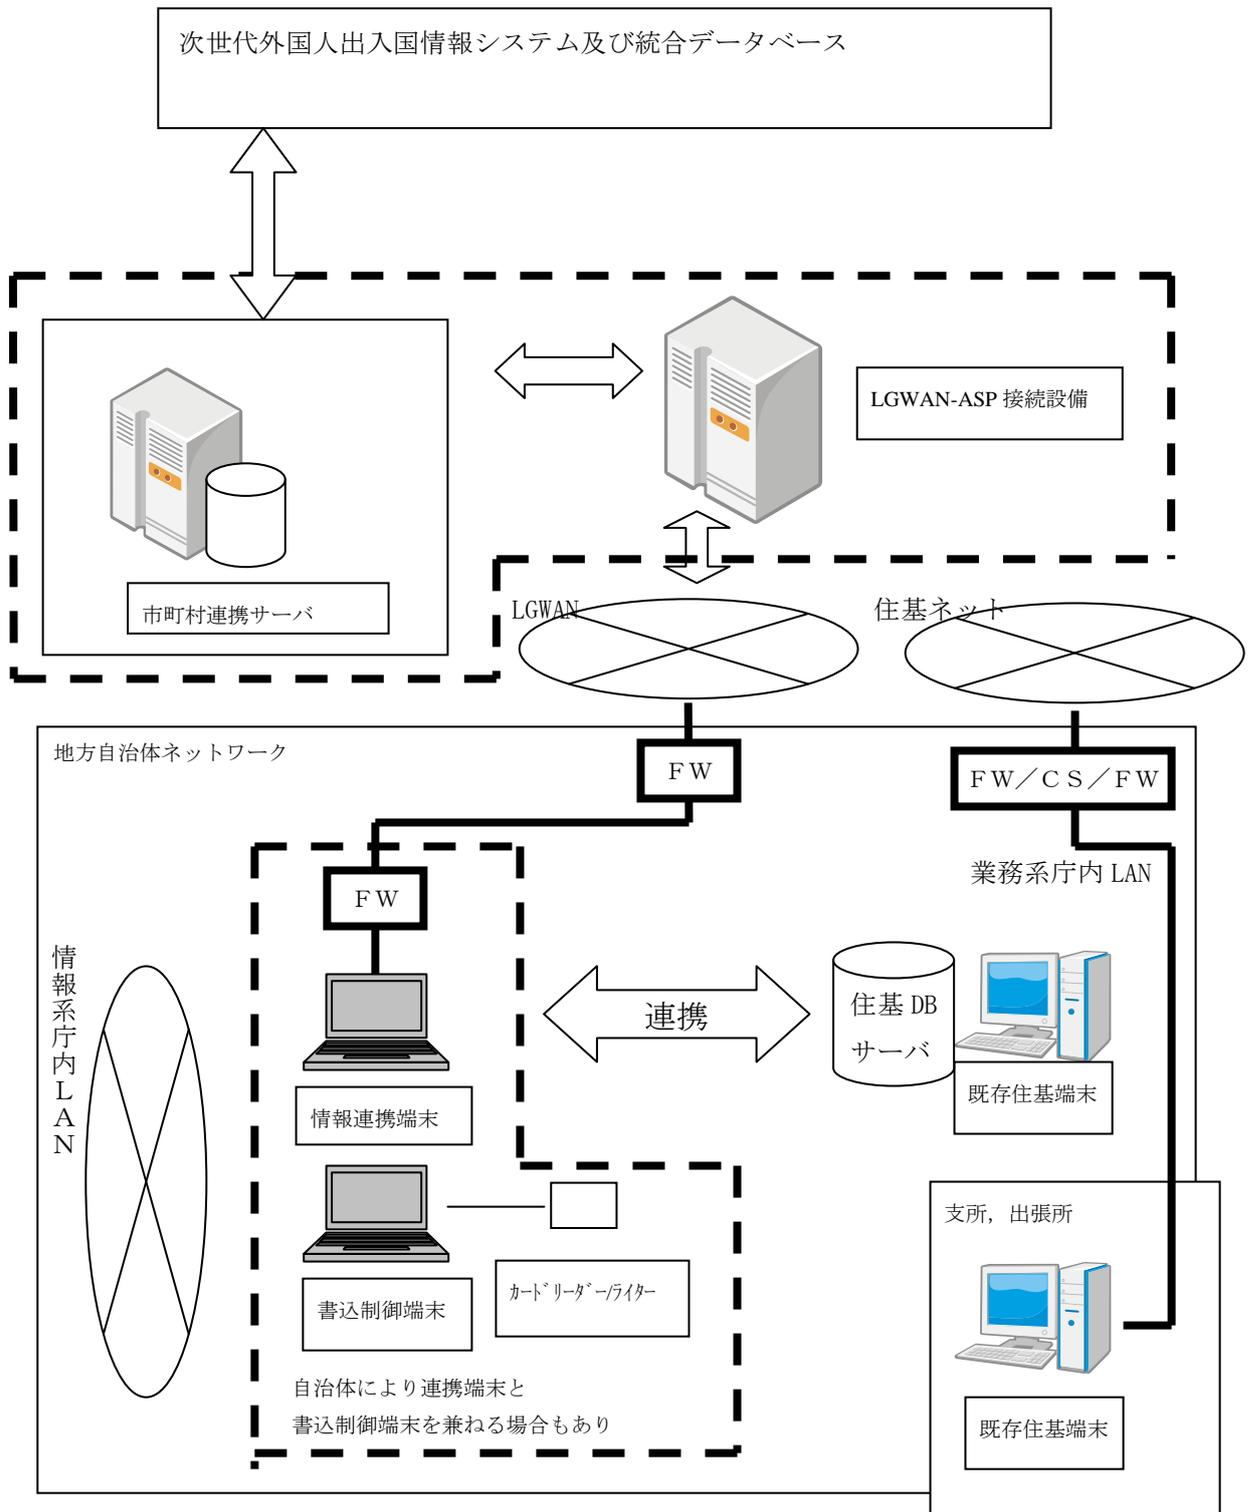 次世代外国人出入国情報システム及び統合データベース
LGWAN-ASP 接続設備
市町村連携サーバ
LGWAN
住基ネット
地方自治体ネットワーク
ＦＷ
ＦＷ／ＣＳ／ＦＷ
業務系庁内 LAN
ＦＷ
情報系庁内ＬＡＮ
連携
住基 DB
サーバ
既存住基端末
情報連携端末
支所，出張所
ｶｰﾄﾞﾘｰﾀﾞｰ/ﾗｲﾀｰ
書込制御端末
自治体により連携端末と
書込制御端末を兼ねる場合もあり
既存住基端末